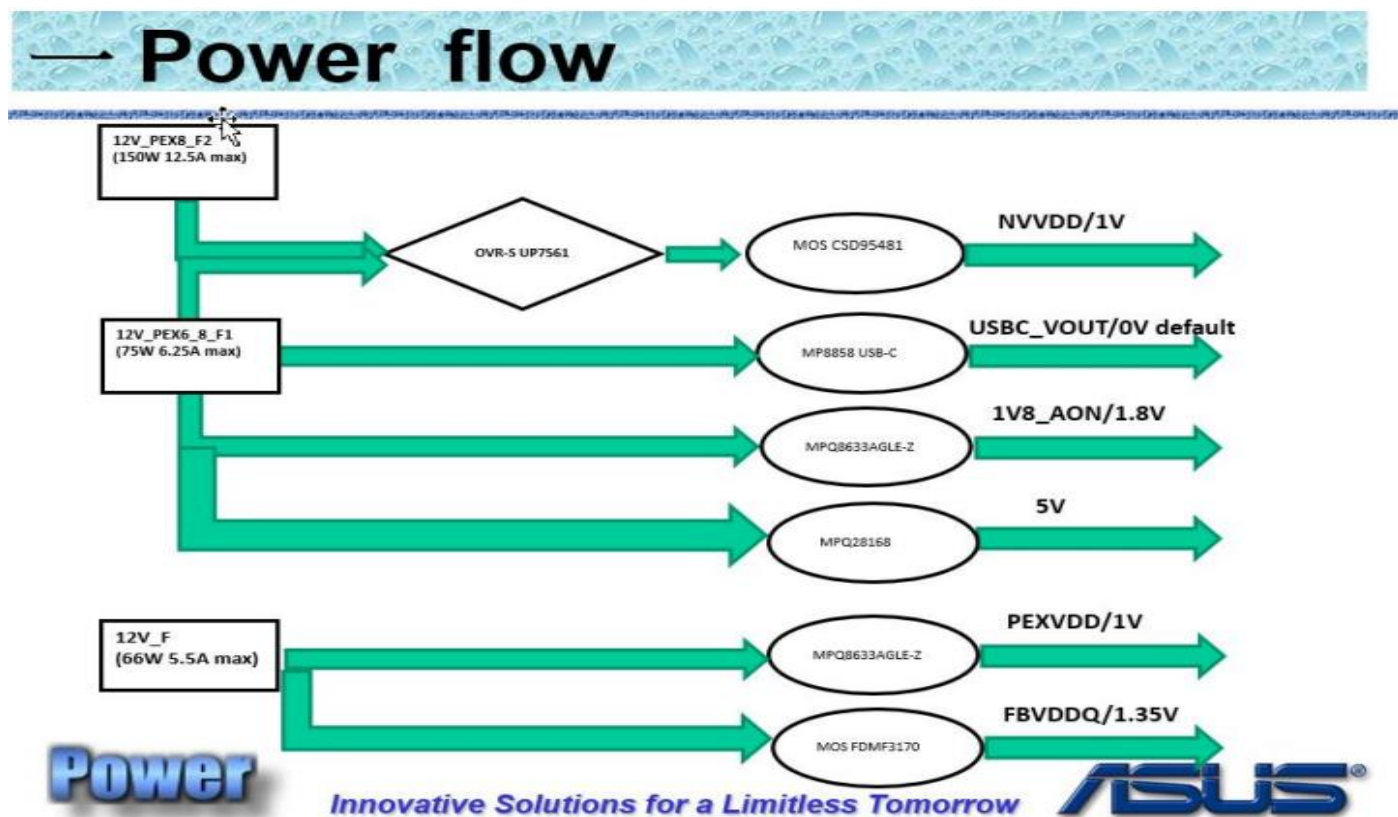 一 Power flow
12V_PEX8_F2
(150W 12.5A max)
OVR-S UP7561
MOS CSD95481
NVVDD/1V
12V_PEX6_8_F1
(75W 6.25A max)
MP8858 USB-C
USBC_VOUT/0V default
MPQ8633AGLE-Z
1V8_AON/1.8V
MPQ28168
5V
12V_F
(66W 5.5A max)
MPQ8633AGLE-Z
PEXVDD/1V
MOS FDMF3170
FBVDDQ/1.35V
Power
Innovative Solutions for a Limitless Tomorrow
ASUS®